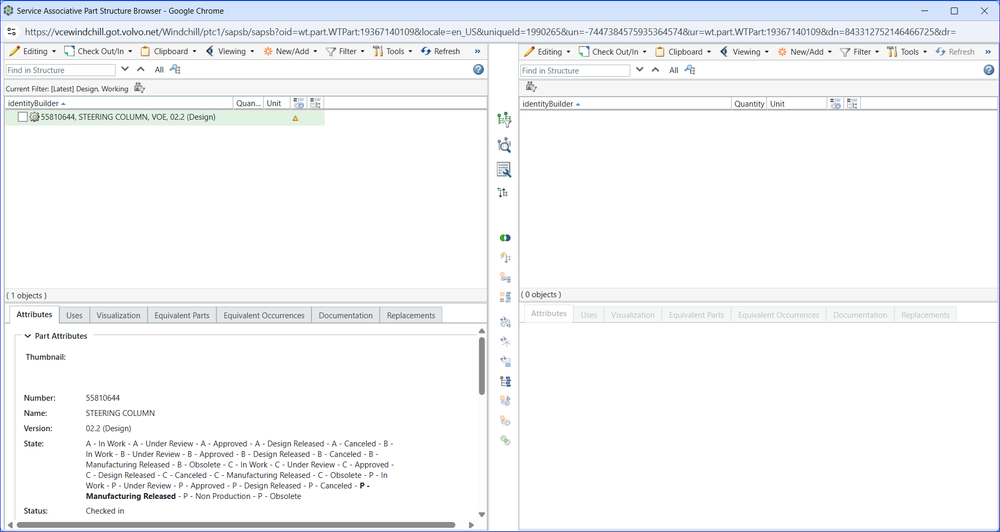 Service Associative Part Structure Browser - Google Chrome
https://vcewindchill.got.volvo.net/Windchill/ptc1/sapsb/sapsb?oid=wt.part.WTPart:19367140109&locale=en_US&uniqueId=1990265&un=-7447384575935364574&ur=wt.part.WTPart:19367140109&dn=843312752146466725&dr=
Editing Check Out/In Clipboard Viewing New/Add Filter Tools Refresh »
Find in Structure All
Current Filter: [Latest] Design, Working
identityBuilder Quan... Unit
55810644, STEERING COLUMN, VOE, 02.2 (Design)
( 1 objects )
Attributes Uses Visualization Equivalent Parts Equivalent Occurrences Documentation Replacements
Part Attributes
Thumbnail:
Number: 55810644
Name: STEERING COLUMN
Version: 02.2 (Design)
State: A - In Work - A - Under Review - A - Approved - A - Design Released - A - Canceled - B -
In Work - B - Under Review - B - Approved - B - Design Released - B - Canceled - B -
Manufacturing Released - B - Obsolete - C - In Work - C - Under Review - C - Approved -
C - Design Released - C - Canceled - C - Manufacturing Released - C - Obsolete - P - In
Work - P - Under Review - P - Approved - P - Design Released - P - Canceled - P -
Manufacturing Released - P - Non Production - P - Obsolete
Status: Checked in
Editing Check Out/In Clipboard Viewing New/Add Filter Tools Refresh »
Find in Structure All
identityBuilder Quantity Unit
( 0 objects )
Attributes Uses Visualization Equivalent Parts Equivalent Occurrences Documentation Replacements